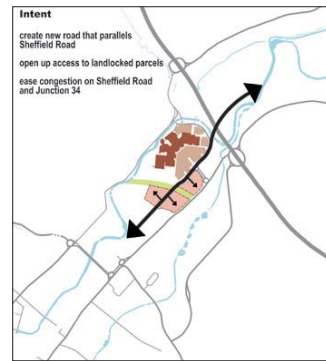 Intent
create new road that parallels
Sheffield Road
open up access to landlocked parcels
ease congestion on Sheffield Road
and Junction 34